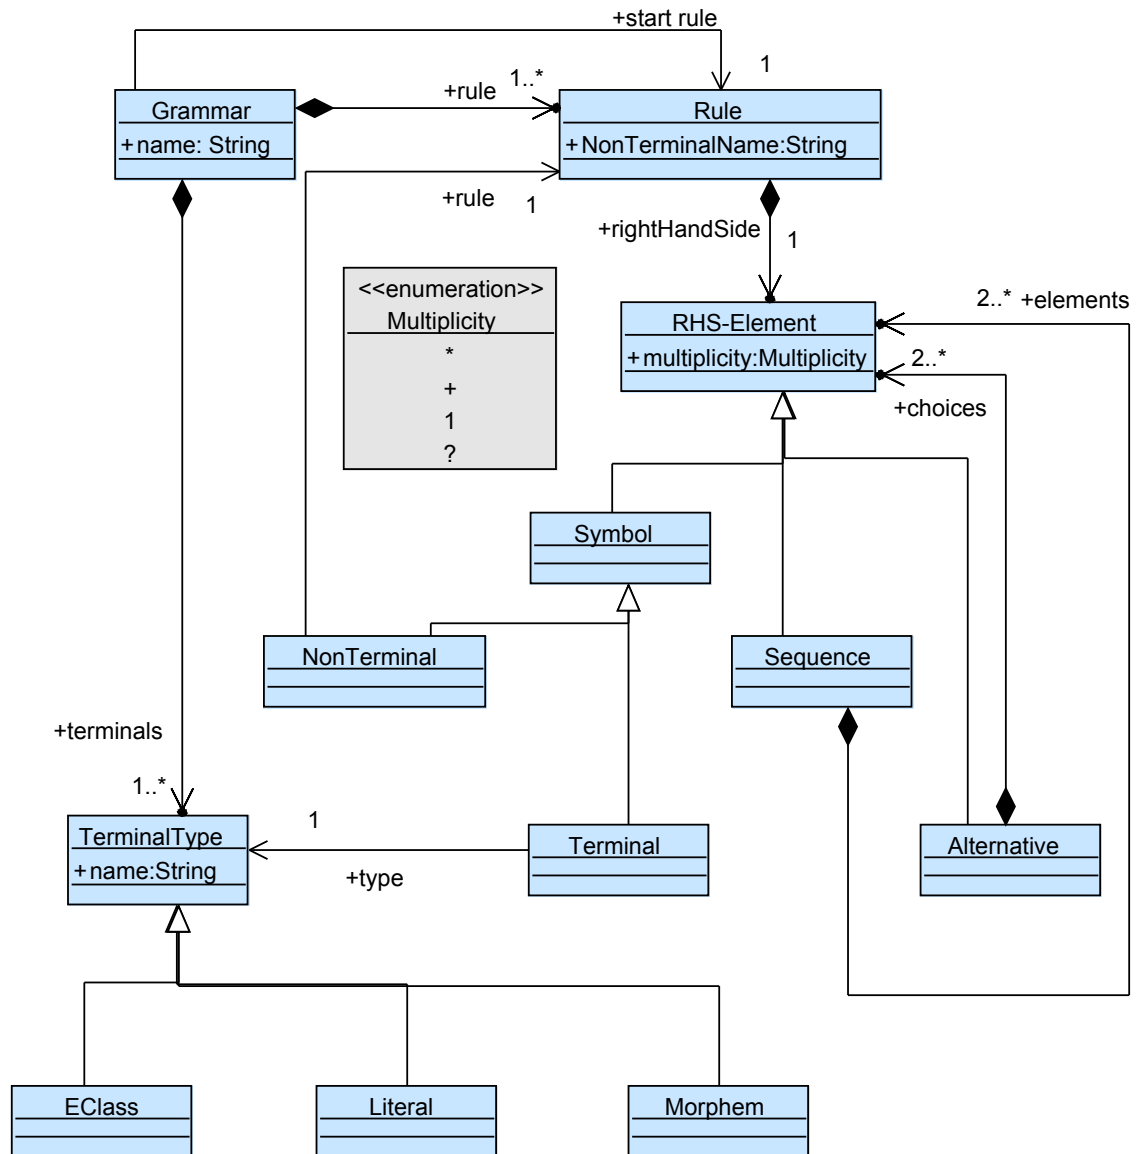 +start rule
1
1..*
+rule
Grammar
+ name: String
Rule
+ NonTerminalName:String
+rule
1
+rightHandSide
1
<<enumeration>>
Multiplicity
*
+
1
?
RHS-Element
+ multiplicity:Multiplicity
2..* +elements
2..*
+choices
Symbol
NonTerminal
Sequence
+terminals
1..*
TerminalType
+ name:String
1
+type
Terminal
Alternative
EClass
Literal
Morphem